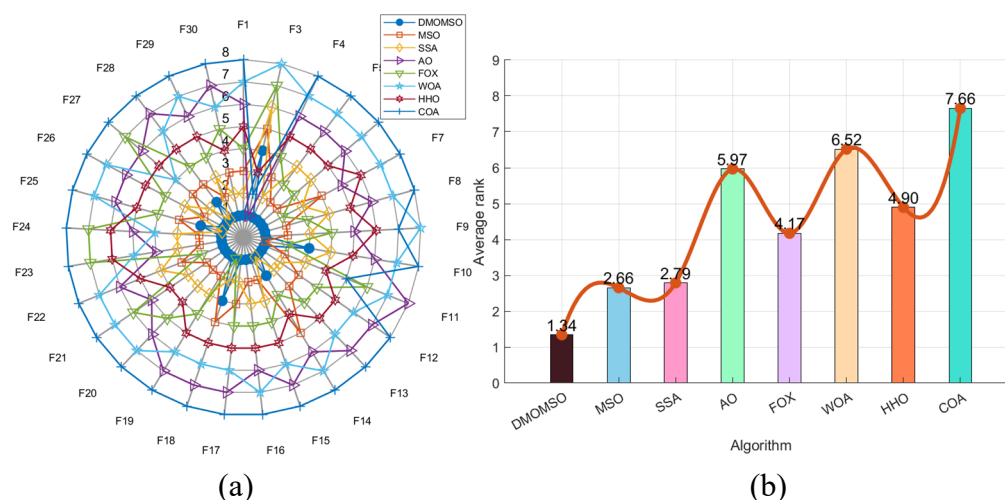 F1
F3
F4
F7
F8
F9
F10
F11
F12
F13
F14
F15
F16
F17
F18
F19
F20
F21
F22
F23
F24
F25
F26
F27
F28
F29
F30
8
7
6
5
4
3
2
DMOMSO
MSO
SSA
AO
FOX
WOA
HHO
COA
(a)
Average rank
9
8
7
6
5
4
3
2
1
0
1.34
2.66
2.79
5.97
4.17
6.52
4.90
7.66
DMOMSO
MSO
SSA
AO
FOX
WOA
HHO
COA
Algorithm
(b)